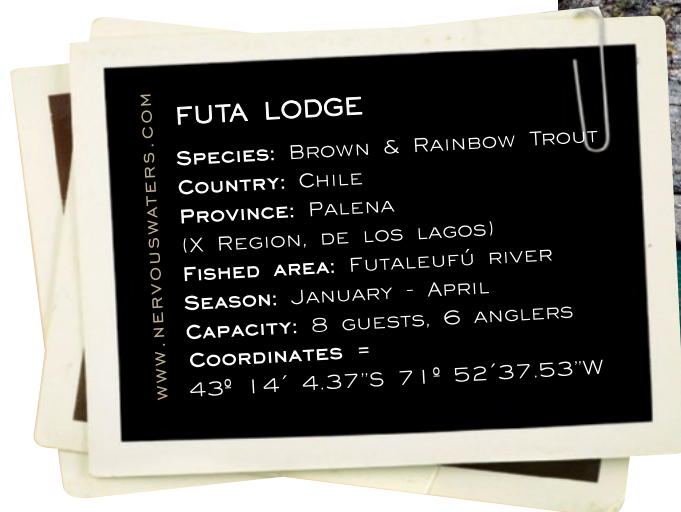 FUTA LODGE
SPECIES: BROWN & RAINBOW TROUT
COUNTRY: CHILE
PROVINCE: PALENA
(X REGION, DE LOS LAGOS)
FISHED AREA: FUTALEUFÚ RIVER
SEASON: JANUARY - APRIL
CAPACITY: 8 GUESTS, 6 ANGLERS
COORDINATES =
43º 14´ 4.37”S 71º 52´37.53”W
WWW.NERVOUSWATERS.COM